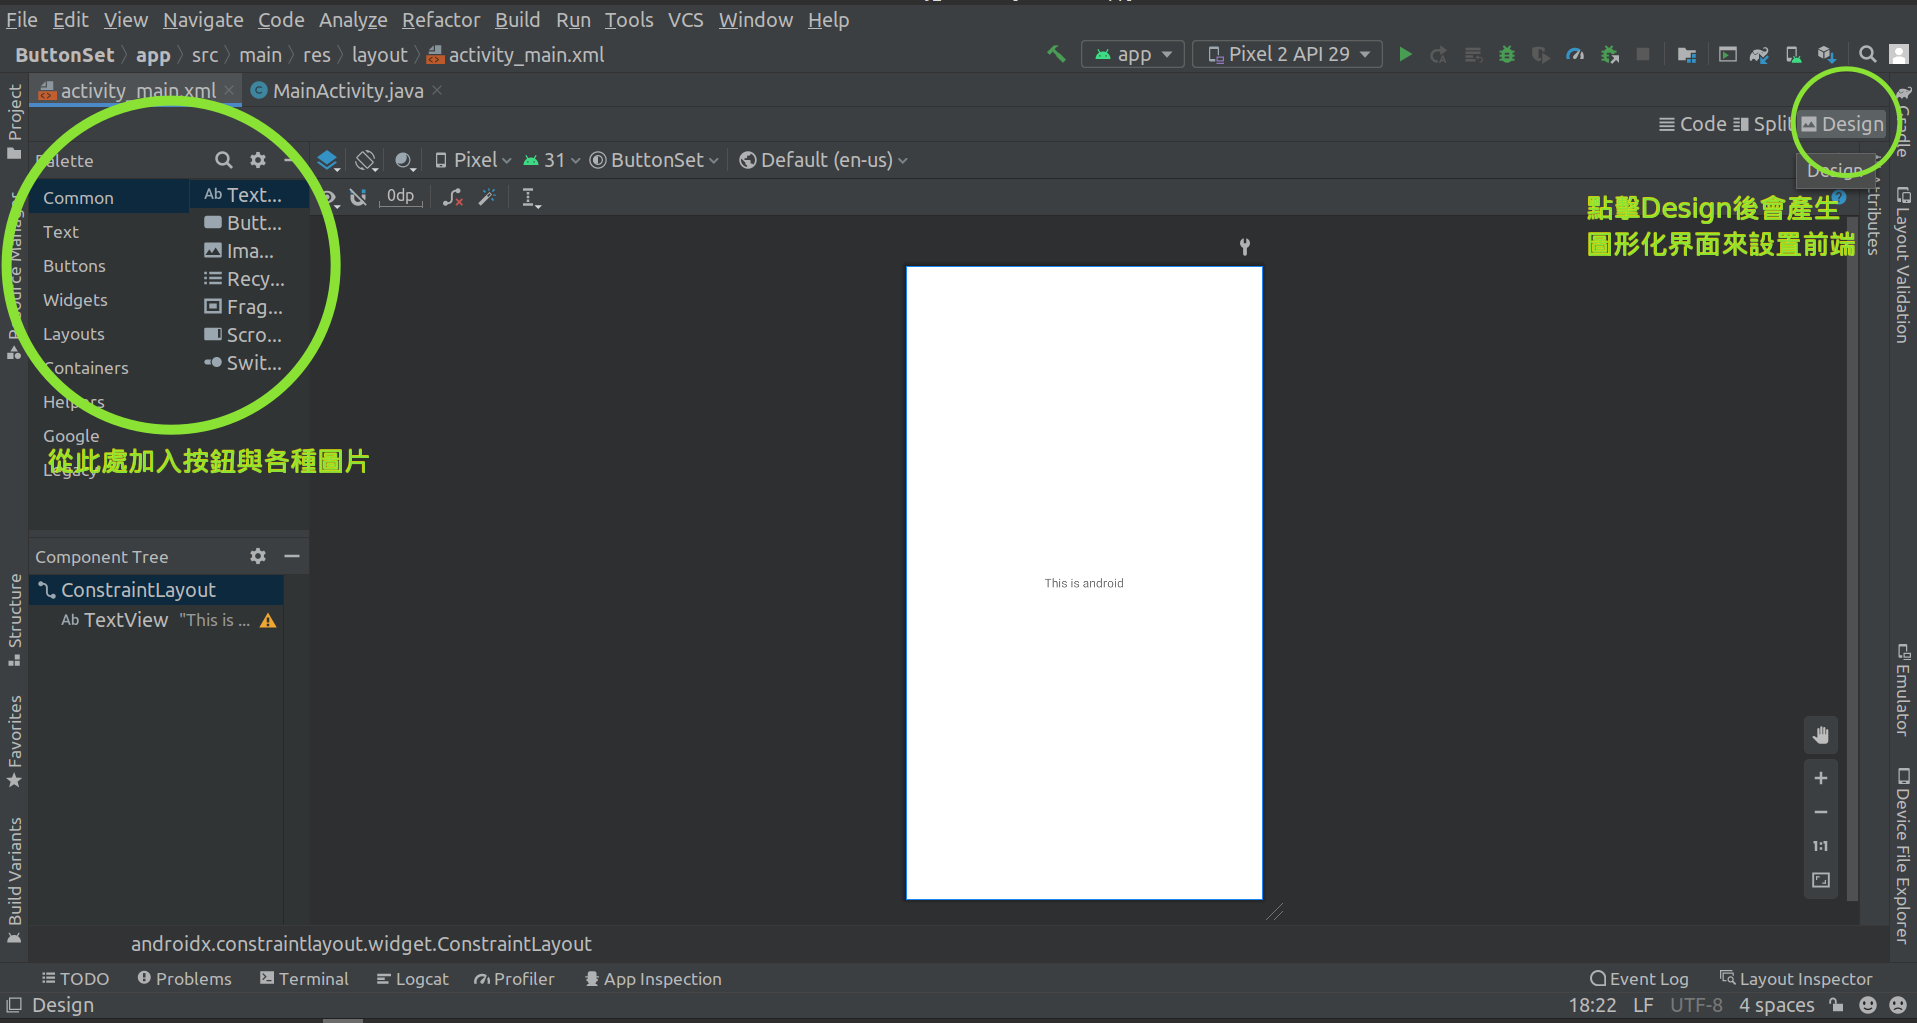 File Edit View Navigate Code Analyze Refactor Build Run Tools VCS Window Help
ButtonSet app src main res layout activity_main.xml
app Pixel 2 API 29
activity_main.xml MainActivity.java
Code Split Design
Design
點擊Design後會產生
圖形化界面來設置前端
Project
Resource Manager
Structure
Favorites
Build Variants
Palette
Common
Text
Buttons
Widgets
Layouts
Containers
Helpers
Google
Legacy
Ab Text...
Butt...
Ima...
Recy...
Frag...
Scro...
Swit...
從此處加入按鈕與各種圖片
Pixel 31 ButtonSet Default (en-us)
0dp
This is android
Component Tree
ConstraintLayout
Ab TextView "This is ...
Gradle
Attributes
Layout Validation
Emulator
Device File Explorer
1:1
androidx.constraintlayout.widget.ConstraintLayout
TODO Problems Terminal Logcat Profiler App Inspection Event Log Layout Inspector
Design 18:22 LF UTF-8 4 spaces